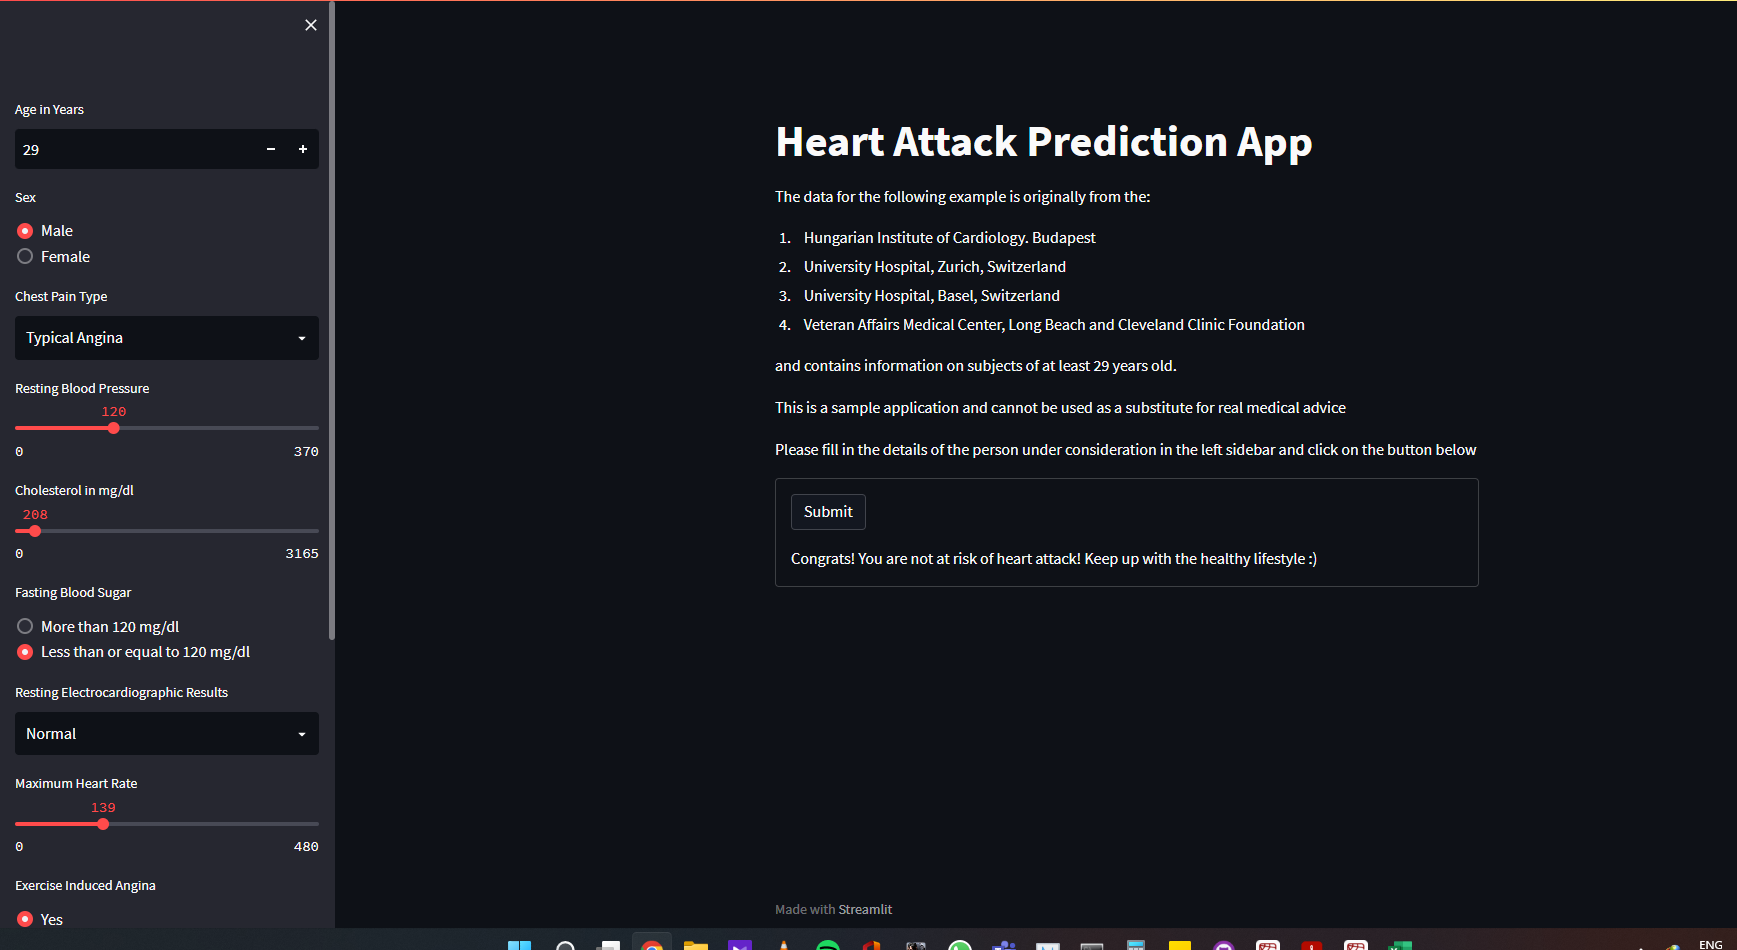 Age in Years
29
Sex
Male
Female
Chest Pain Type
Typical Angina
Resting Blood Pressure
120
0 370
Cholesterol in mg/dl
208
0 3165
Fasting Blood Sugar
More than 120 mg/dl
Less than or equal to 120 mg/dl
Resting Electrocardiographic Results
Normal
Maximum Heart Rate
139
0 480
Exercise Induced Angina
Yes
Heart Attack Prediction App
The data for the following example is originally from the:
1. Hungarian Institute of Cardiology. Budapest
2. University Hospital, Zurich, Switzerland
3. University Hospital, Basel, Switzerland
4. Veteran Affairs Medical Center, Long Beach and Cleveland Clinic Foundation
and contains information on subjects of at least 29 years old.
This is a sample application and cannot be used as a substitute for real medical advice
Please fill in the details of the person under consideration in the left sidebar and click on the button below
Submit
Congrats! You are not at risk of heart attack! Keep up with the healthy lifestyle :)
Made with Streamlit
ENG